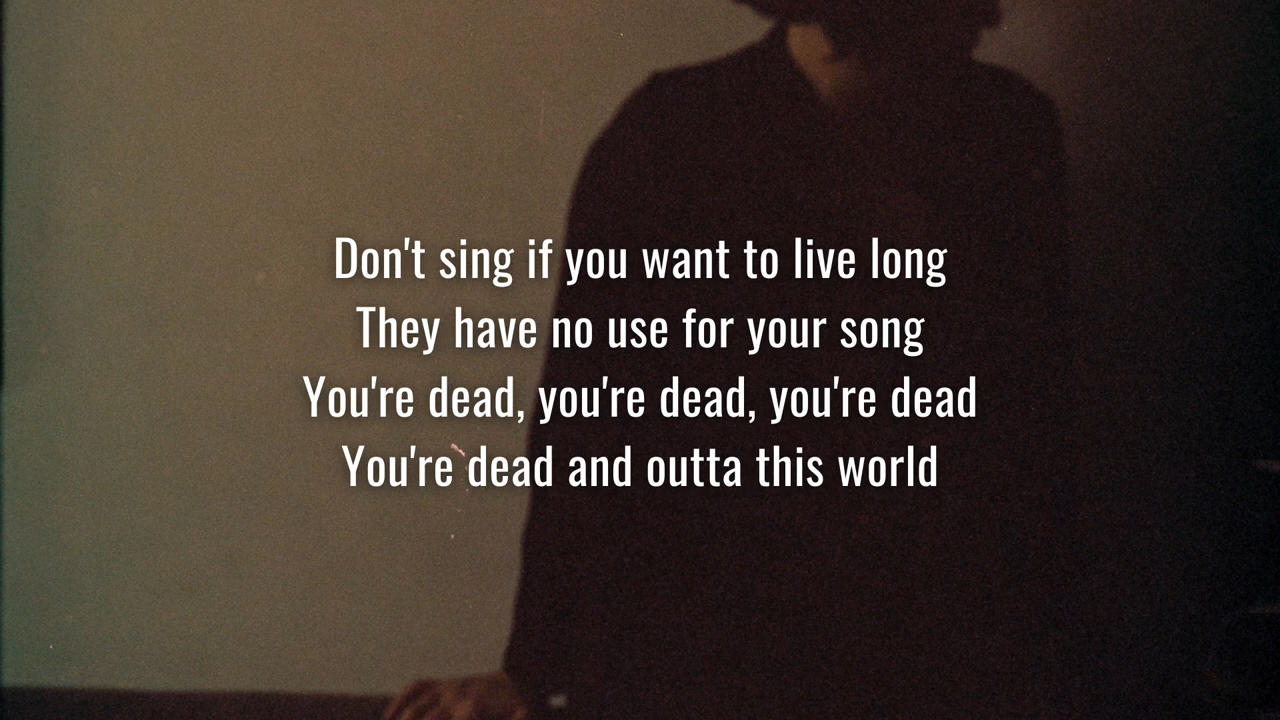 Don't sing if you want to live long
They have no use for your song
You're dead, you're dead, you're dead
You're dead and outta this world